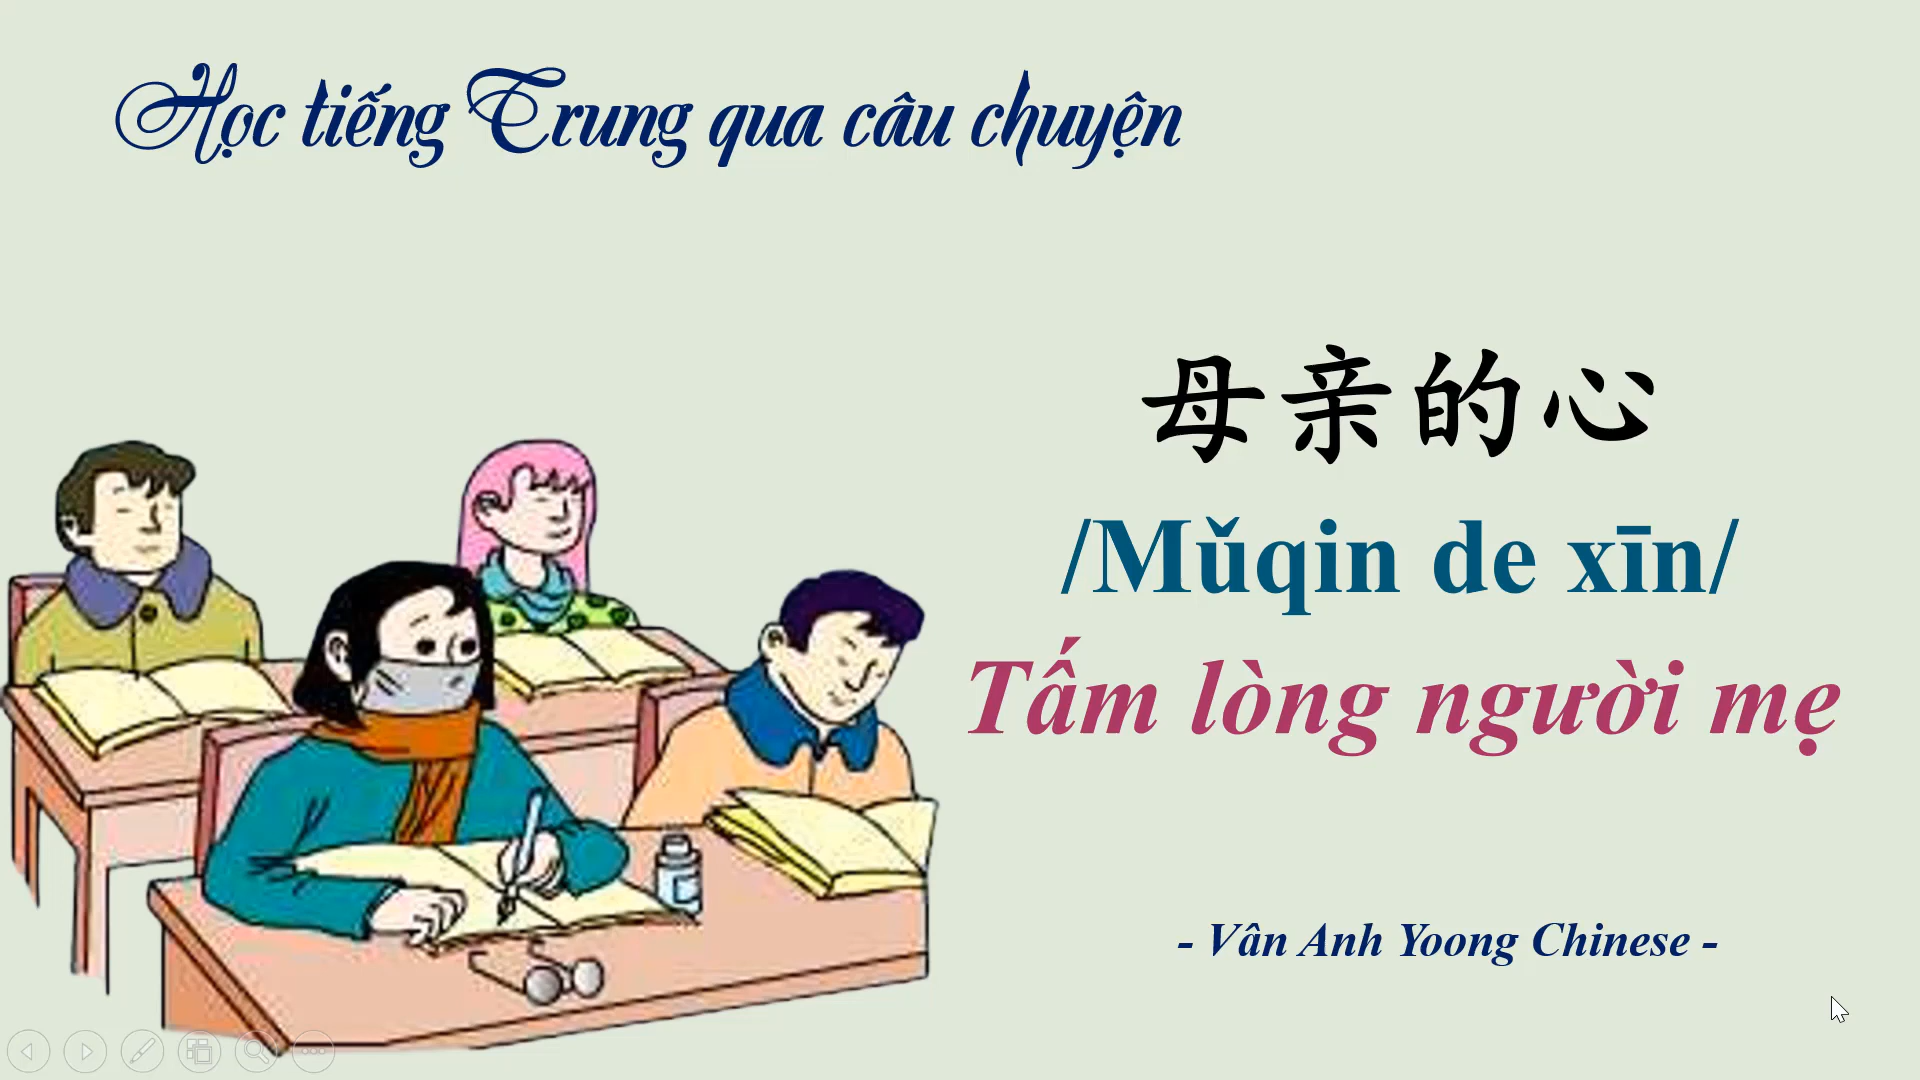 Học tiếng Trung qua câu chuyện
母亲的心
/Mǔqin de xīn/
Tấm lòng người mẹ
- Vân Anh Yoong Chinese -